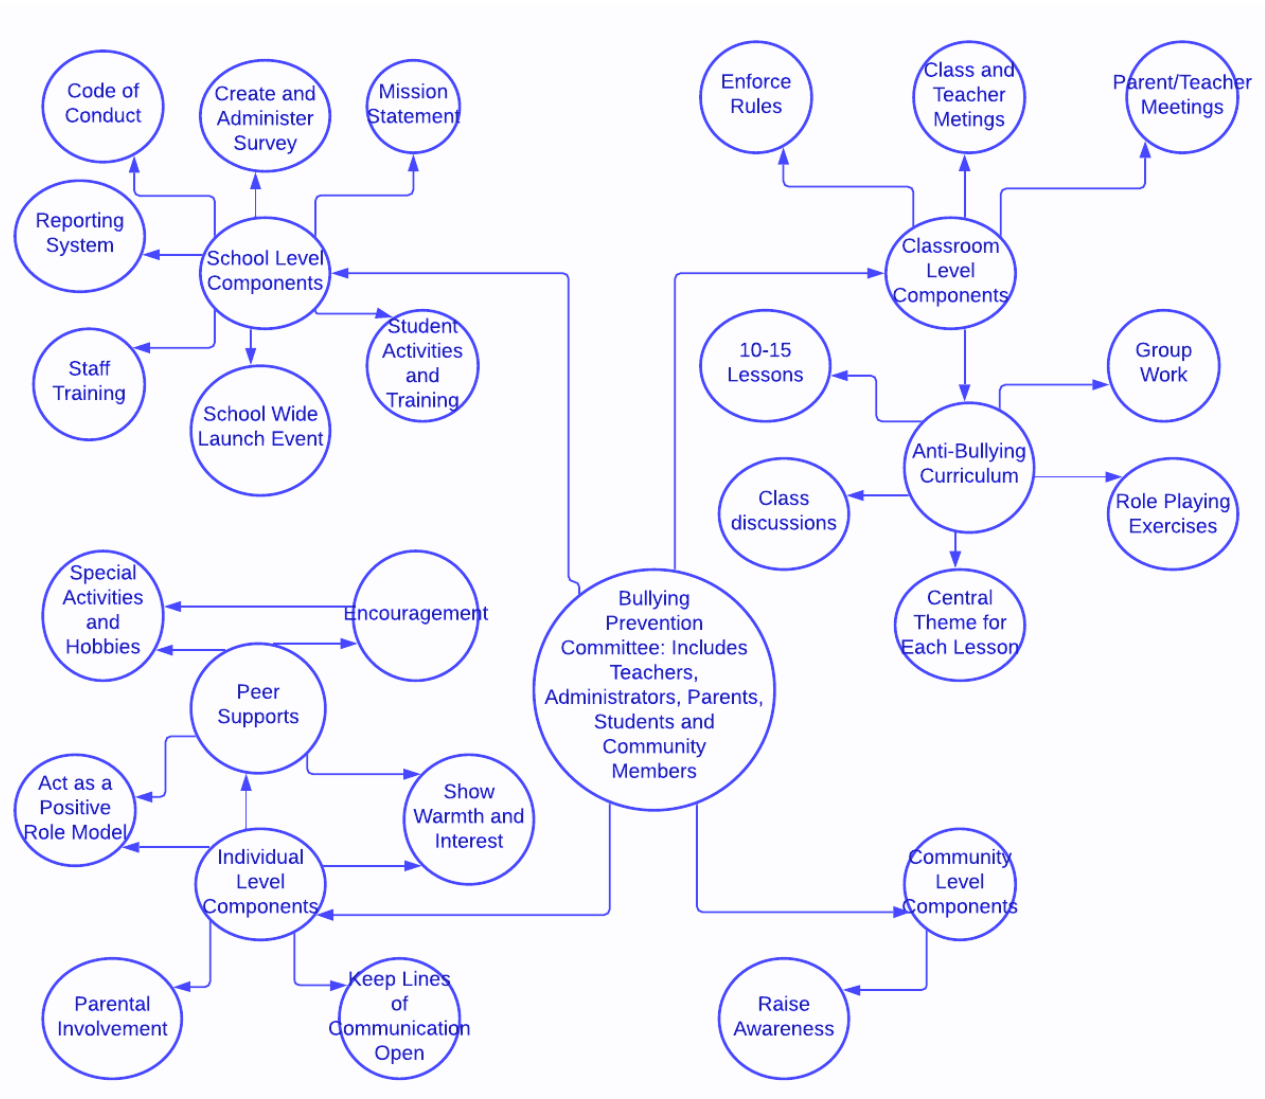 Code of
Conduct
Create and
Administer
Survey
Mission
Statement
Reporting
System
School Level
Components
Staff
Training
School Wide
Launch Event
Student
Activities
and
Training
Enforce
Rules
Class and
Teacher
Metings
Parent/Teacher
Meetings
Classroom
Level
Components
10-15
Lessons
Group
Work
Anti-Bullying
Curriculum
Class
discussions
Role Playing
Exercises
Central
Theme for
Each Lesson
Special
Activities
and
Hobbies
Encouragement
Peer
Supports
Bullying
Prevention
Committee: Includes
Teachers,
Administrators, Parents,
Students and
Community
Members
Act as a
Positive
Role Model
Show
Warmth and
Interest
Individual
Level
Components
Parental
Involvement
Keep Lines
of
Communication
Open
Community
Level
Components
Raise
Awareness